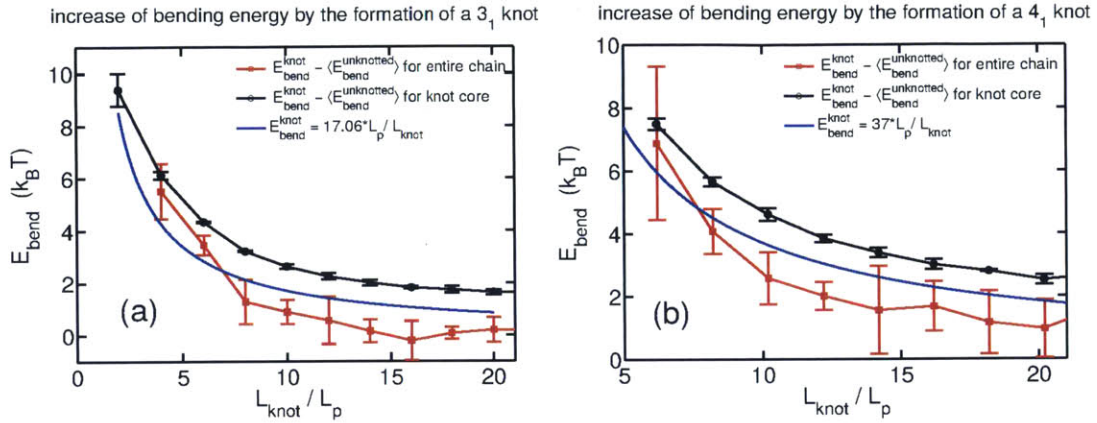 increase of bending energy by the formation of a 3₁ knot
E_bend^knot – ⟨E_bend^unknotted⟩ for entire chain
E_bend^knot – ⟨E_bend^unknotted⟩ for knot core
E_bend^knot = 17.06*L_p / L_knot
E_bend (k_BT)
10
8
6
4
2
0
(a)
0 5 10 15 20
L_knot / L_p
increase of bending energy by the formation of a 4₁ knot
E_bend^knot – ⟨E_bend^unknotted⟩ for entire chain
E_bend^knot – ⟨E_bend^unknotted⟩ for knot core
E_bend^knot = 37*L_p / L_knot
E_bend (k_BT)
10
8
6
4
2
0
(b)
5 10 15 20
L_knot / L_p